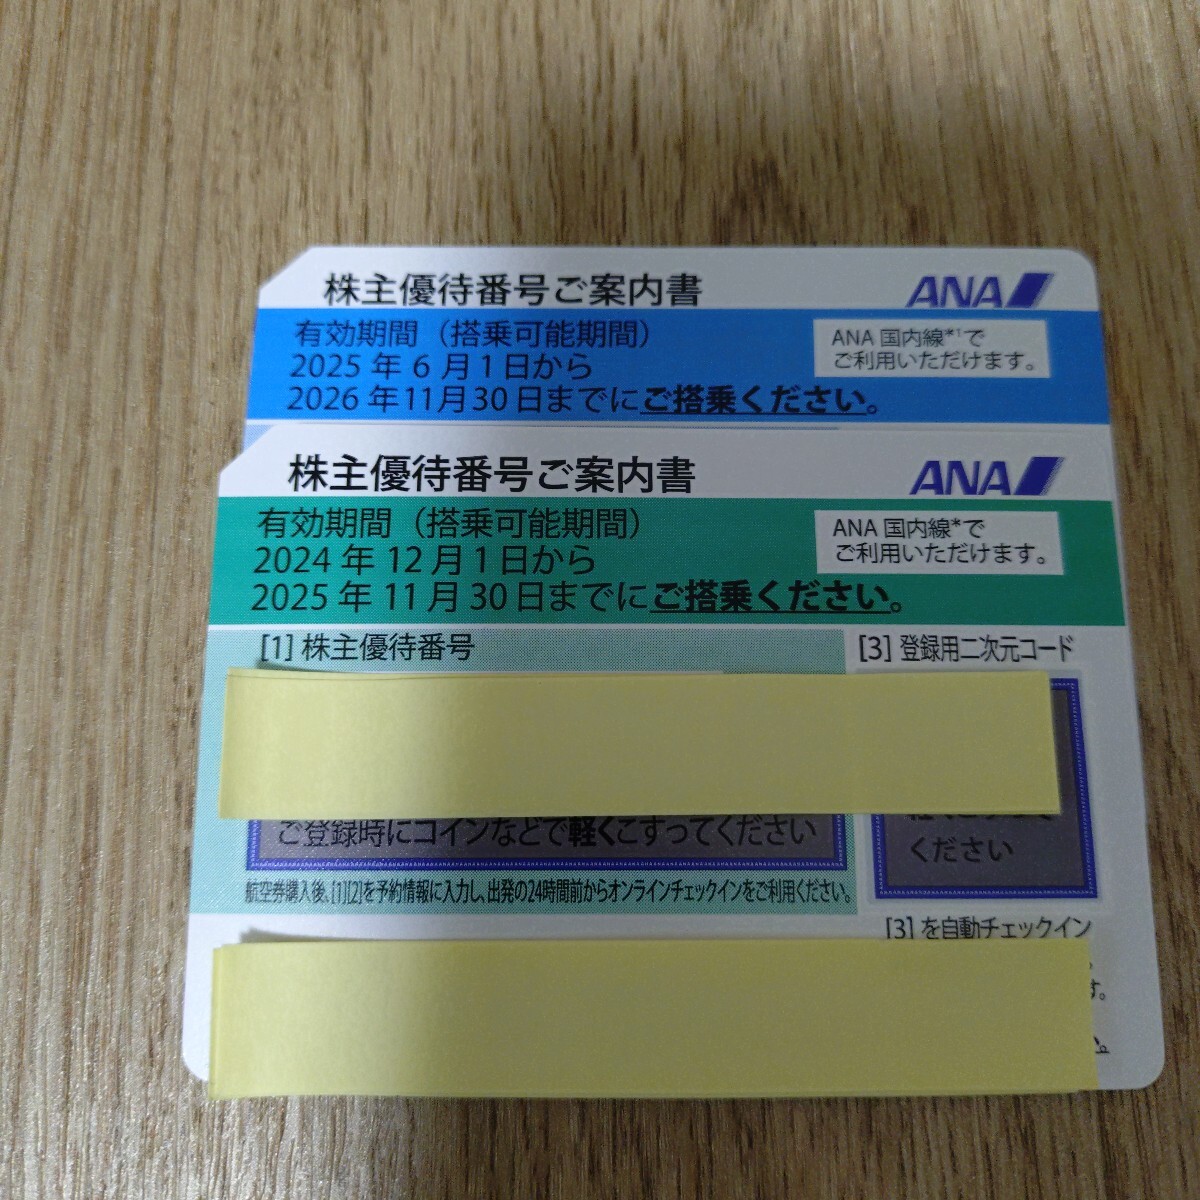 株主優待番号ご案内書
ANA
有効期間（搭乗可能期間）
2025 年 6 月 1 日から
2026 年 11 月 30 日までにご搭乗ください。
ANA 国内線*1で
ご利用いただけます。
株主優待番号ご案内書
ANA
有効期間（搭乗可能期間）
2024 年 12 月 1 日から
2025 年 11 月 30 日までにご搭乗ください。
ANA 国内線*で
ご利用いただけます。
[1] 株主優待番号
[3] 登録用二次元コード
ご登録時にコインなどで軽くこすってください
ください
航空券購入後、[1][2]を予約情報に入力し、出発の24時間前からオンラインチェックインをご利用ください。
[3] を自動チェックイン
す。